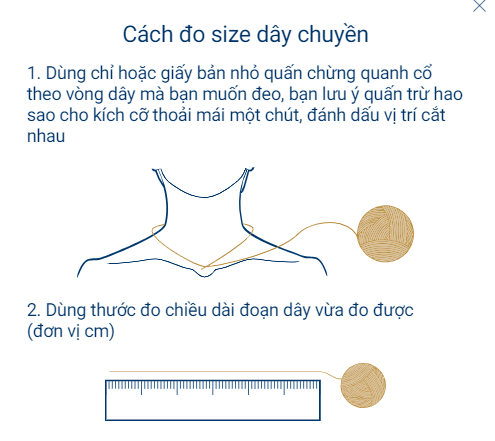 Cách đo size dây chuyền
1. Dùng chỉ hoặc giấy bản nhỏ quấn chừng quanh cổ
theo vòng dây mà bạn muốn đeo, bạn lưu ý quấn trừ hao
sao cho kích cỡ thoải mái một chút, đánh dấu vị trí cắt
nhau
2. Dùng thước đo chiều dài đoạn dây vừa đo được
(đơn vị cm)